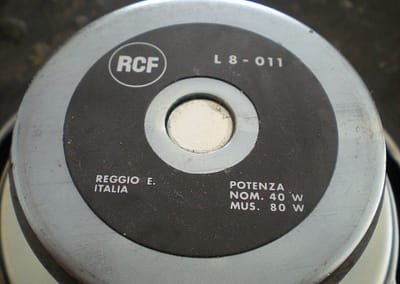 RCF
L 8-011
REGGIO E.
ITALIA
POTENZA
NOM. 40 W
MUS. 80 W